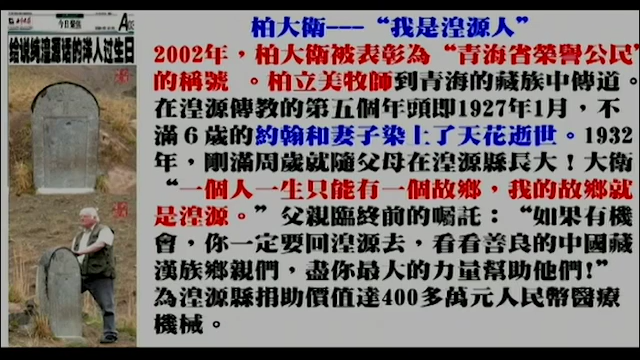 今日聚焦
给说纯湟源话的洋人过生日
柏大衛---“我是湟源人”
2002年，柏大衛被表彰為“青海省榮譽公民”
的稱號 。柏立美牧師到青海的藏族中傳道。
在湟源傳教的第五個年頭即1927年1月，不
滿６歲的約翰和妻子染上了天花逝世。1932
年，剛滿周歲就隨父母在湟源縣長大！大衛
“一個人一生只能有一個故鄉，我的故鄉就
是湟源。”父親臨終前的囑託：“如果有機
會，你一定要回湟源去，看看善良的中國藏
漢族鄉親們，盡你最大的力量幫助他們!”
為湟源縣捐助價值達400多萬元人民幣醫療
機械。